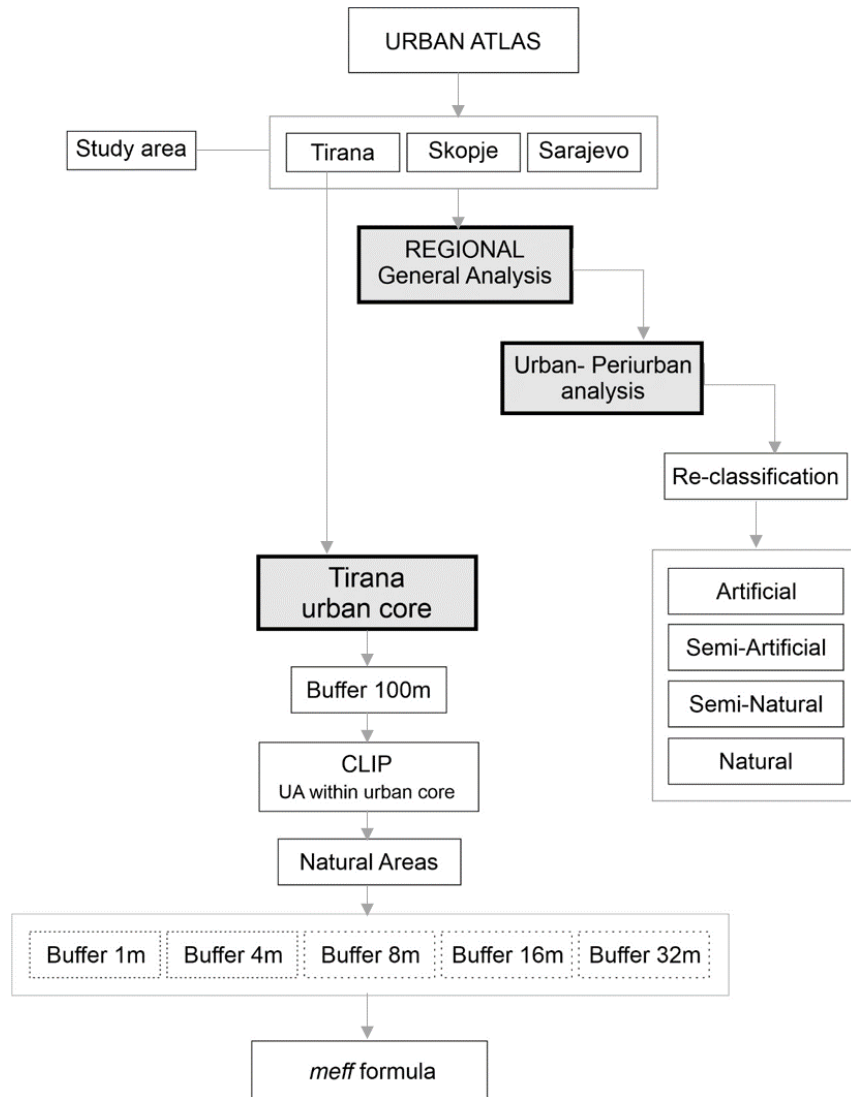 URBAN ATLAS
Study area
Tirana
Skopje
Sarajevo
REGIONAL
General Analysis
Urban- Periurban
analysis
Re-classification
Artificial
Semi-Artificial
Semi-Natural
Natural
Tirana
urban core
Buffer 100m
CLIP
UA within urban core
Natural Areas
Buffer 1m
Buffer 4m
Buffer 8m
Buffer 16m
Buffer 32m
meff formula